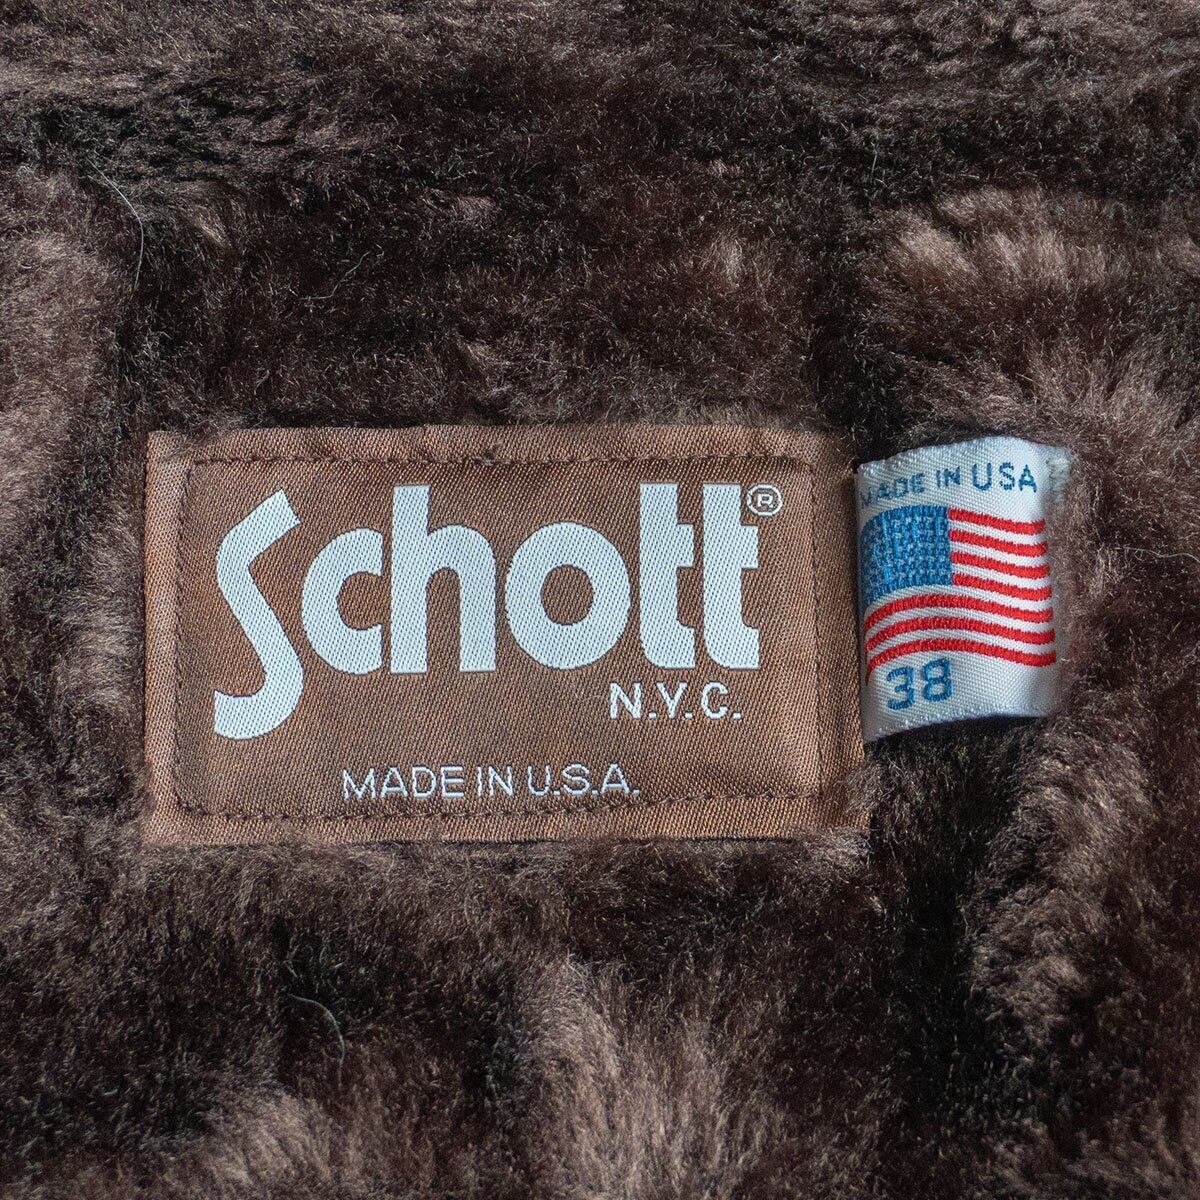 Schott®
N.Y.C.
MADE IN U.S.A.
MADE IN USA
38